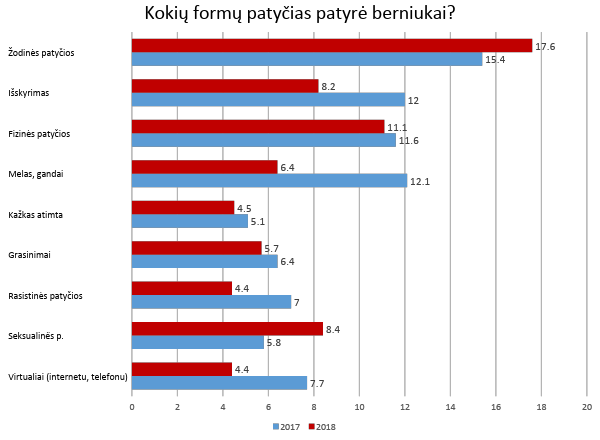 Kokių formų patyčias patyrė berniukai?
Žodinės patyčios
17.6
15.4
Išskyrimas
8.2
12
Fizinės patyčios
11.1
11.6
Melas, gandai
6.4
12.1
Kažkas atimta
4.5
5.1
Grasinimai
5.7
6.4
Rasistinės patyčios
4.4
7
Seksualinės p.
8.4
5.8
Virtualiai (internetu, telefonu)
4.4
7.7
0 2 4 6 8 10 12 14 16 18 20
2017 2018